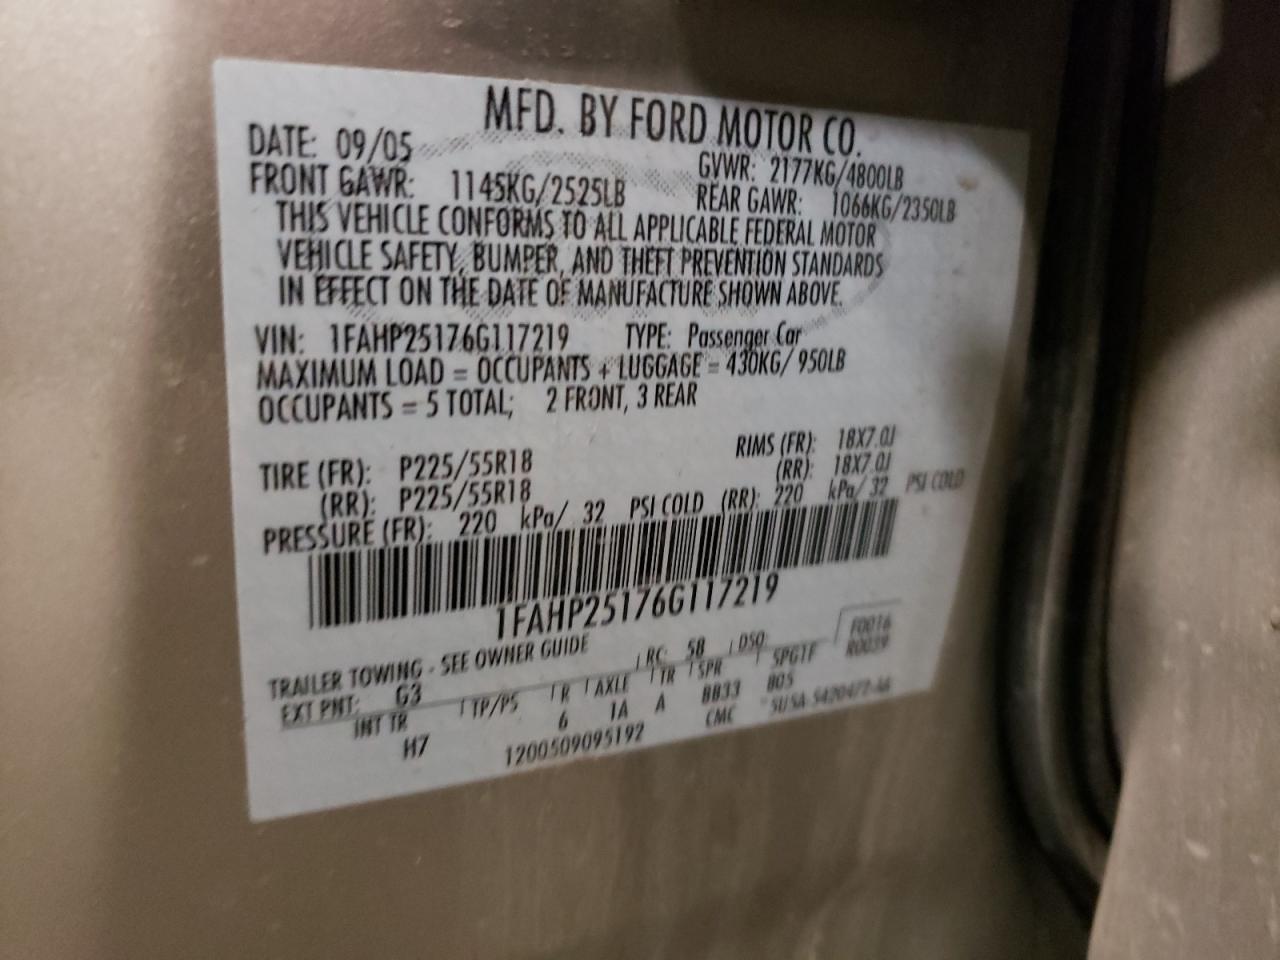 MFD. BY FORD MOTOR CO.
DATE: 09/05 GVWR: 2177KG/4800LB
FRONT GAWR: 1145KG/2525LB REAR GAWR: 1066KG/2350LB
THIS VEHICLE CONFORMS TO ALL APPLICABLE FEDERAL MOTOR
VEHICLE SAFETY, BUMPER, AND THEFT PREVENTION STANDARDS
IN EFFECT ON THE DATE OF MANUFACTURE SHOWN ABOVE.
VIN: 1FAHP25176G117219 TYPE: Passenger Car
MAXIMUM LOAD = OCCUPANTS + LUGGAGE = 430KG/ 950LB
OCCUPANTS = 5 TOTAL; 2 FRONT, 3 REAR
TIRE (FR): P225/55R18 RIMS (FR): 18X7.0J
(RR): P225/55R18 (RR): 18X7.0J
PRESSURE (FR): 220 kPa/ 32 PSI COLD (RR): 220 kPa/ 32 PSI COLD
1FAHP25176G117219
TRAILER TOWING - SEE OWNER GUIDE F0016
EXT PNT: G3 RC: 58 DSO: R0039
INT TR TP/PS R AXLE TR SPR SPGTF
H7 6 1A A BB33 B05
1200509095192 CMC